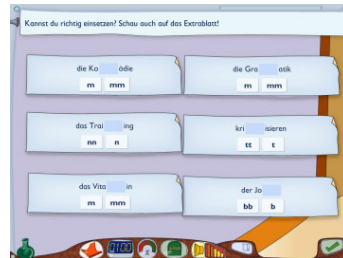 Kannst du richtig einsetzen? Schau auch auf das Extrablatt!
die Ko ödie
m mm
die Gra atik
m mm
das Trai ing
nn n
kri isieren
tt t
das Vita in
m mm
der Jo
bb b
0100